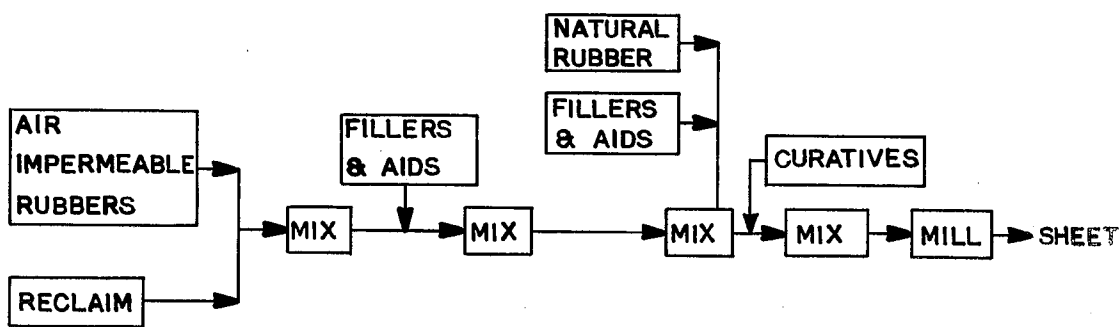 NATURAL
RUBBER
AIR
IMPERMEABLE
RUBBERS
FILLERS
& AIDS
FILLERS
& AIDS
CURATIVES
MIX
MIX
MIX
MIX
MILL
SHEET
RECLAIM